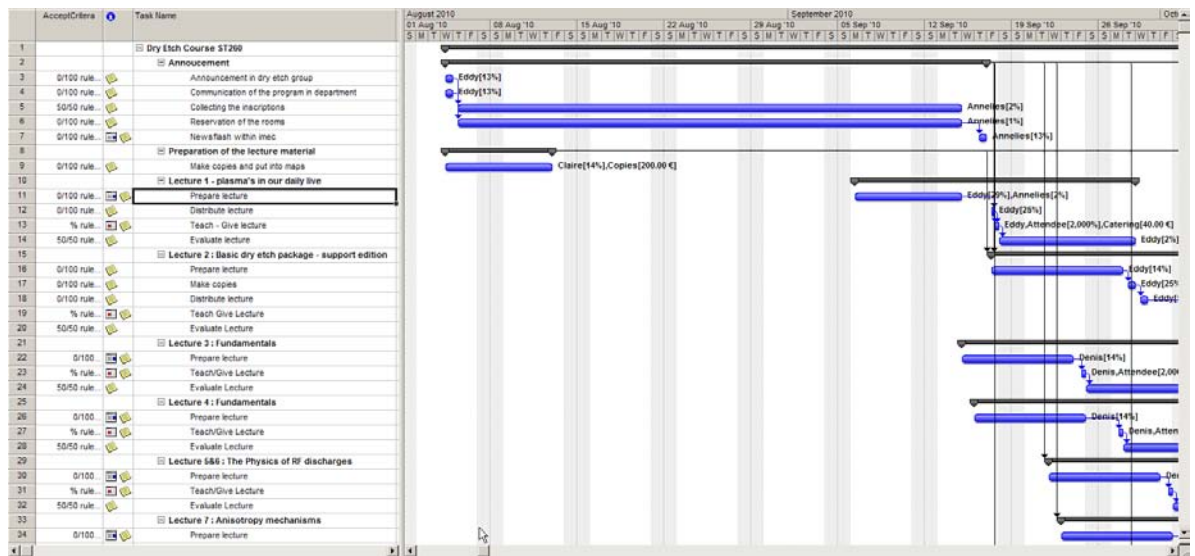 AcceptCritera Task Name
August 2010 September 2010 Oct
01 Aug '10 08 Aug '10 15 Aug '10 22 Aug '10 29 Aug '10 05 Sep '10 12 Sep '10 19 Sep '10 26 Sep '10
S M T W T F S S M T W T F S S M T W T F S S M T W T F S S M T W T F S S M T W T F S S M T W T F S S M T W T F S S M T W T F S
1 Dry Etch Course ST260
2 Annoucement
3 0/100 rule... Announcement in dry etch group Eddy[13%]
4 0/100 rule... Communication of the program in department Eddy[13%]
5 50/50 rule... Collecting the inscriptions Annelies[2%]
6 0/100 rule... Reservation of the rooms Annelies[1%]
7 0/100 rule... Newsflash within imec Annelies[13%]
8 Preparation of the lecture material
9 0/100 rule... Make copies and put into maps Claire[14%],Copies[200.00 €]
10 Lecture 1 - plasma's in our daily live
11 0/100 rule... Prepare lecture Eddy[29%],Annelies[2%]
12 0/100 rule... Distribute lecture Eddy[25%]
13 % rule... Teach - Give lecture Eddy,Attendee[2,000%],Catering[40.00 €]
14 50/50 rule... Evaluate lecture Eddy[2%]
15 Lecture 2 : Basic dry etch package - support edition
16 0/100 rule... Prepare lecture Eddy[14%]
17 0/100 rule... Make copies Eddy[25%
18 0/100 rule... Distribute lecture Eddy[
19 % rule... Teach Give Lecture
20 50/50 rule... Evaluate Lecture
21 Lecture 3 : Fundamentals
22 0/100... Prepare lecture Denis[14%]
23 % rule... Teach/Give Lecture Denis,Attendee[2,00
24 50/50 rule... Evaluate Lecture
25 Lecture 4 : Fundamentals
26 0/100... Prepare lecture Denis[14%]
27 % rule... Teach/Give Lecture Denis,Atten
28 50/50 rule... Evaluate Lecture
29 Lecture 5&6 : The Physics of RF discharges
30 0/100... Prepare lecture Der
31 % rule... Teach/Give Lecture
32 50/50 rule... Evaluate Lecture
33 Lecture 7 : Anisotropy mechanisms
34 0/100... Prepare lecture